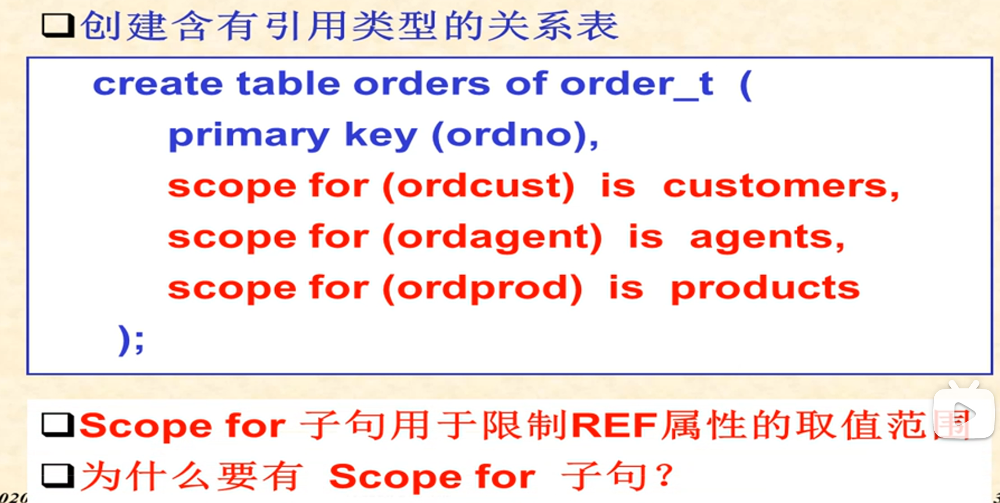 创建含有引用类型的关系表
create table orders of order_t (
primary key (ordno),
scope for (ordcust) is customers,
scope for (ordagent) is agents,
scope for (ordprod) is products
);
Scope for 子句用于限制REF属性的取值范围
为什么要有 Scope for 子句?
020